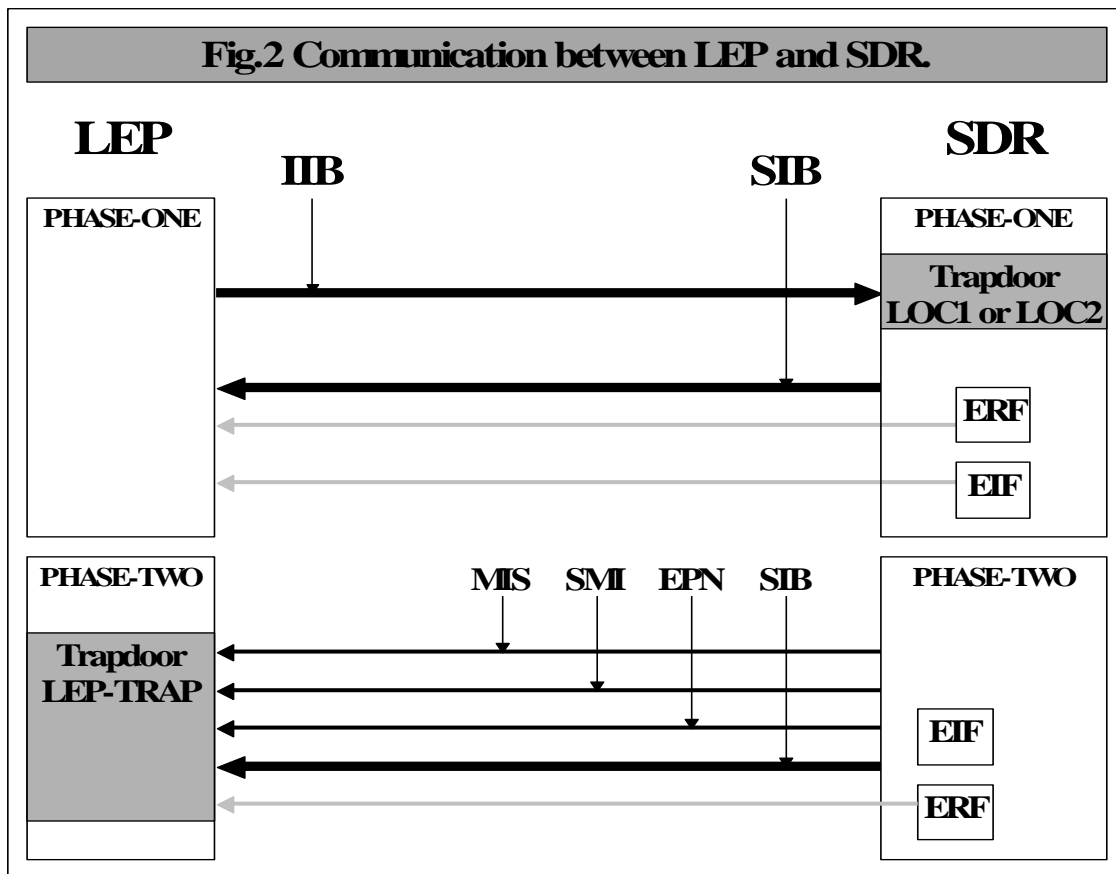 Fig.2 Communication between LEP and SDR.
LEP
SDR
IIB
SIB
PHASE-ONE
PHASE-ONE
Trapdoor
LOC1 or LOC2
ERF
EIF
PHASE-TWO
MIS
SMI
EPN
SIB
PHASE-TWO
Trapdoor
LEP-TRAP
EIF
ERF